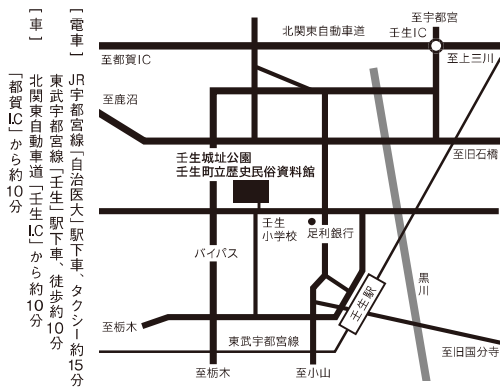 ［電車］ JR宇都宮線「自治医大」駅下車、タクシー約15分
東武宇都宮線「壬生」駅下車、徒歩約10分
［車］ 北関東自動車道「壬生I.C」から約10分
「都賀I.C」から約10分
至宇都宮
北関東自動車道
壬生IC
至都賀IC
至上三川
至鹿沼
至旧石橋
壬生城址公園
壬生町立歴史民俗資料館
壬生
小学校
足利銀行
バイパス
黒川
壬生駅
至栃木
東武宇都宮線
至旧国分寺
至栃木
至小山